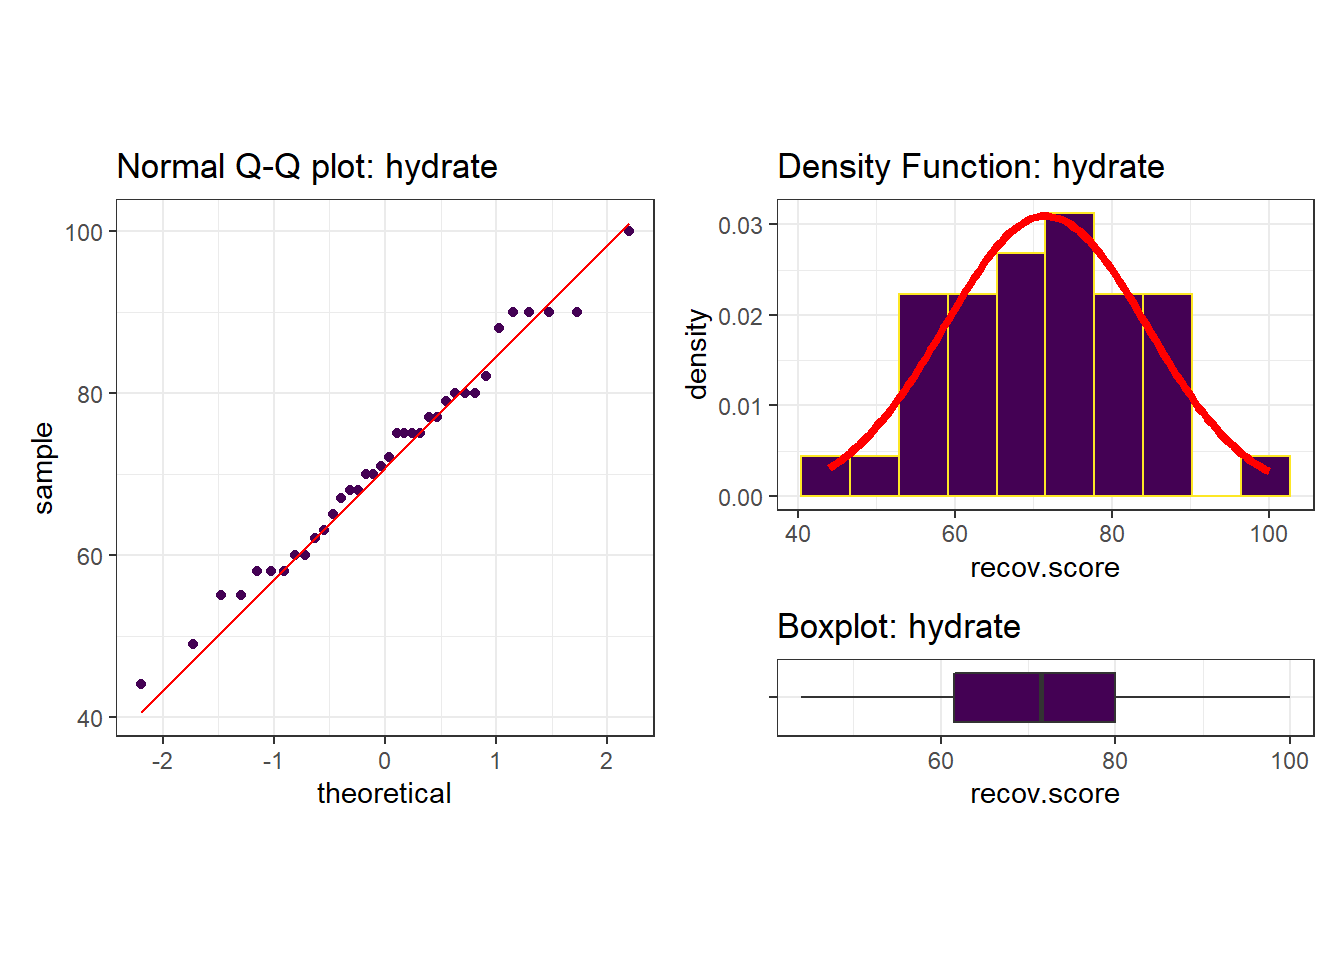 Normal Q-Q plot: hydrate
100
80
60
40
sample
-2 -1 0 1 2
theoretical
Density Function: hydrate
0.03
0.02
0.01
0.00
density
40 60 80 100
recov.score
Boxplot: hydrate
60 80 100
recov.score